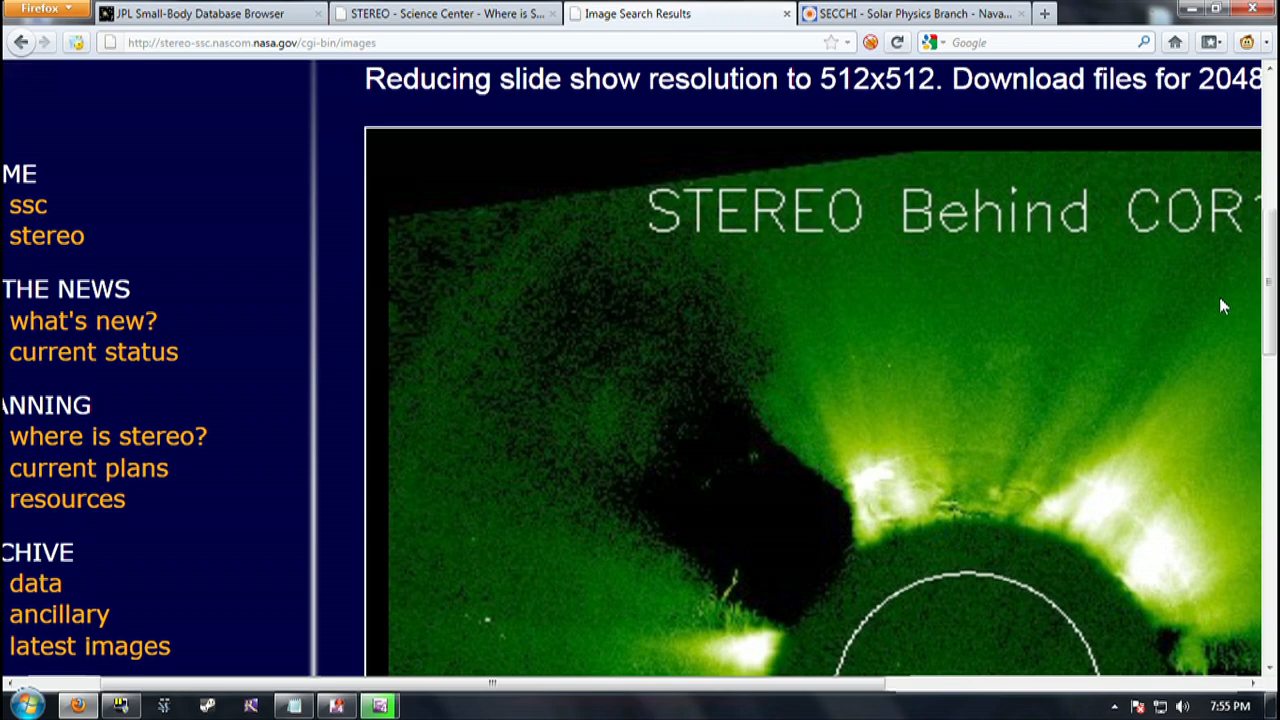 Firefox
JPL Small-Body Database Browser
STEREO - Science Center - Where is S...
Image Search Results
SECCHI - Solar Physics Branch - Nava...
http://stereo-ssc.nascom.nasa.gov/cgi-bin/images
Google
Reducing slide show resolution to 512x512. Download files for 2048
STEREO Behind COR1
ME
ssc
stereo
THE NEWS
what's new?
current status
ANNING
where is stereo?
current plans
resources
CHIVE
data
ancillary
latest images
7:55 PM